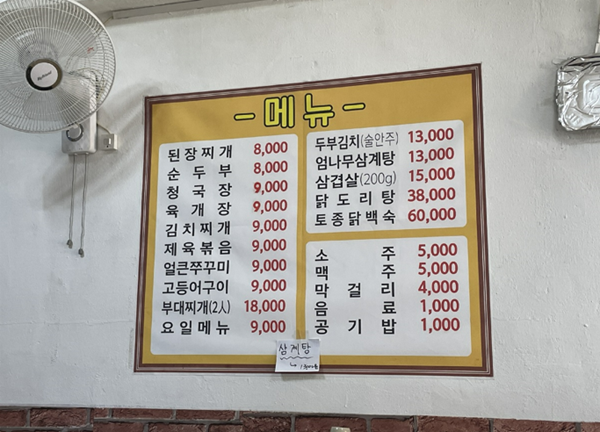 - 메뉴 -
된장찌개 8,000
순두부 8,000
청국장 9,000
육개장 9,000
김치찌개 9,000
제육볶음 9,000
얼큰쭈꾸미 9,000
고등어구이 9,000
부대찌개(2人) 18,000
요일메뉴 9,000
두부김치(술안주) 13,000
엄나무삼계탕 13,000
삼겹살(200g) 15,000
닭도리탕 38,000
토종닭백숙 60,000
소주 5,000
맥주 5,000
막걸리 4,000
음료 1,000
공기밥 1,000
삼계탕